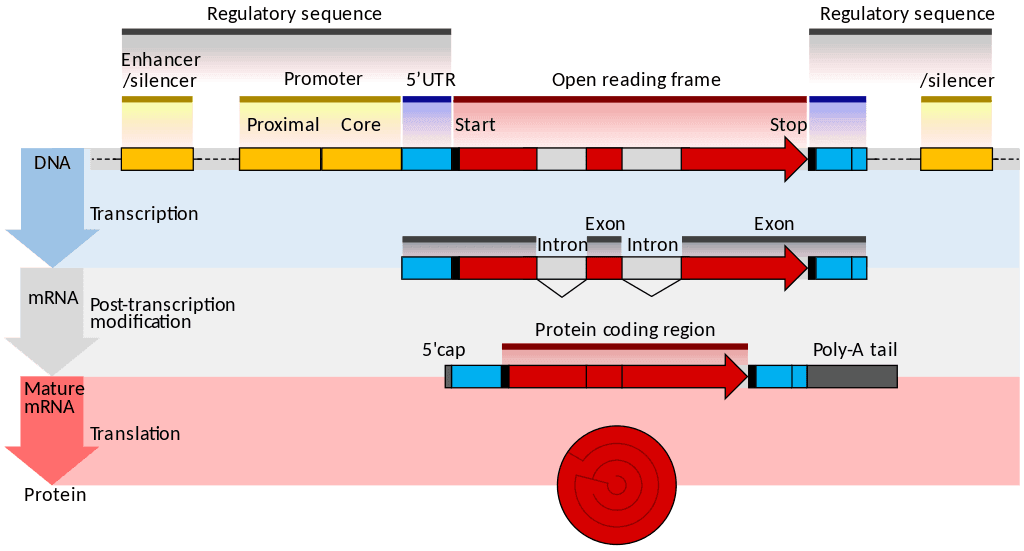 Regulatory sequence
Regulatory sequence
Enhancer
/silencer
Promoter
5’UTR
Open reading frame
/silencer
Proximal
Core
Start
Stop
DNA
Transcription
Exon
Exon
Intron
Intron
mRNA
Post-transcription
modification
Protein coding region
5'cap
Poly-A tail
Mature
mRNA
Translation
Protein